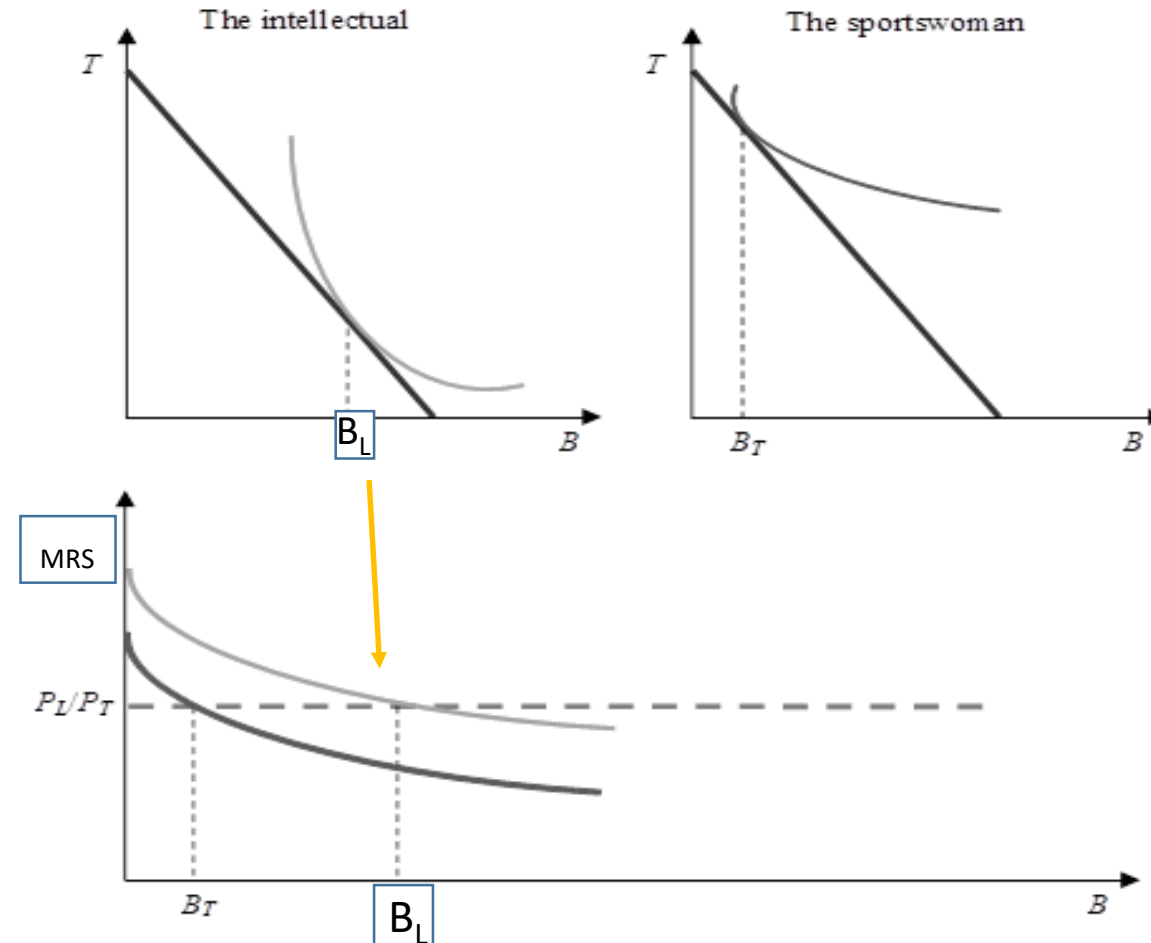 The intellectual
The sportswoman
T
T
B_L
B
B_T
B
MRS
P_L/P_T
B_T
B_L
B